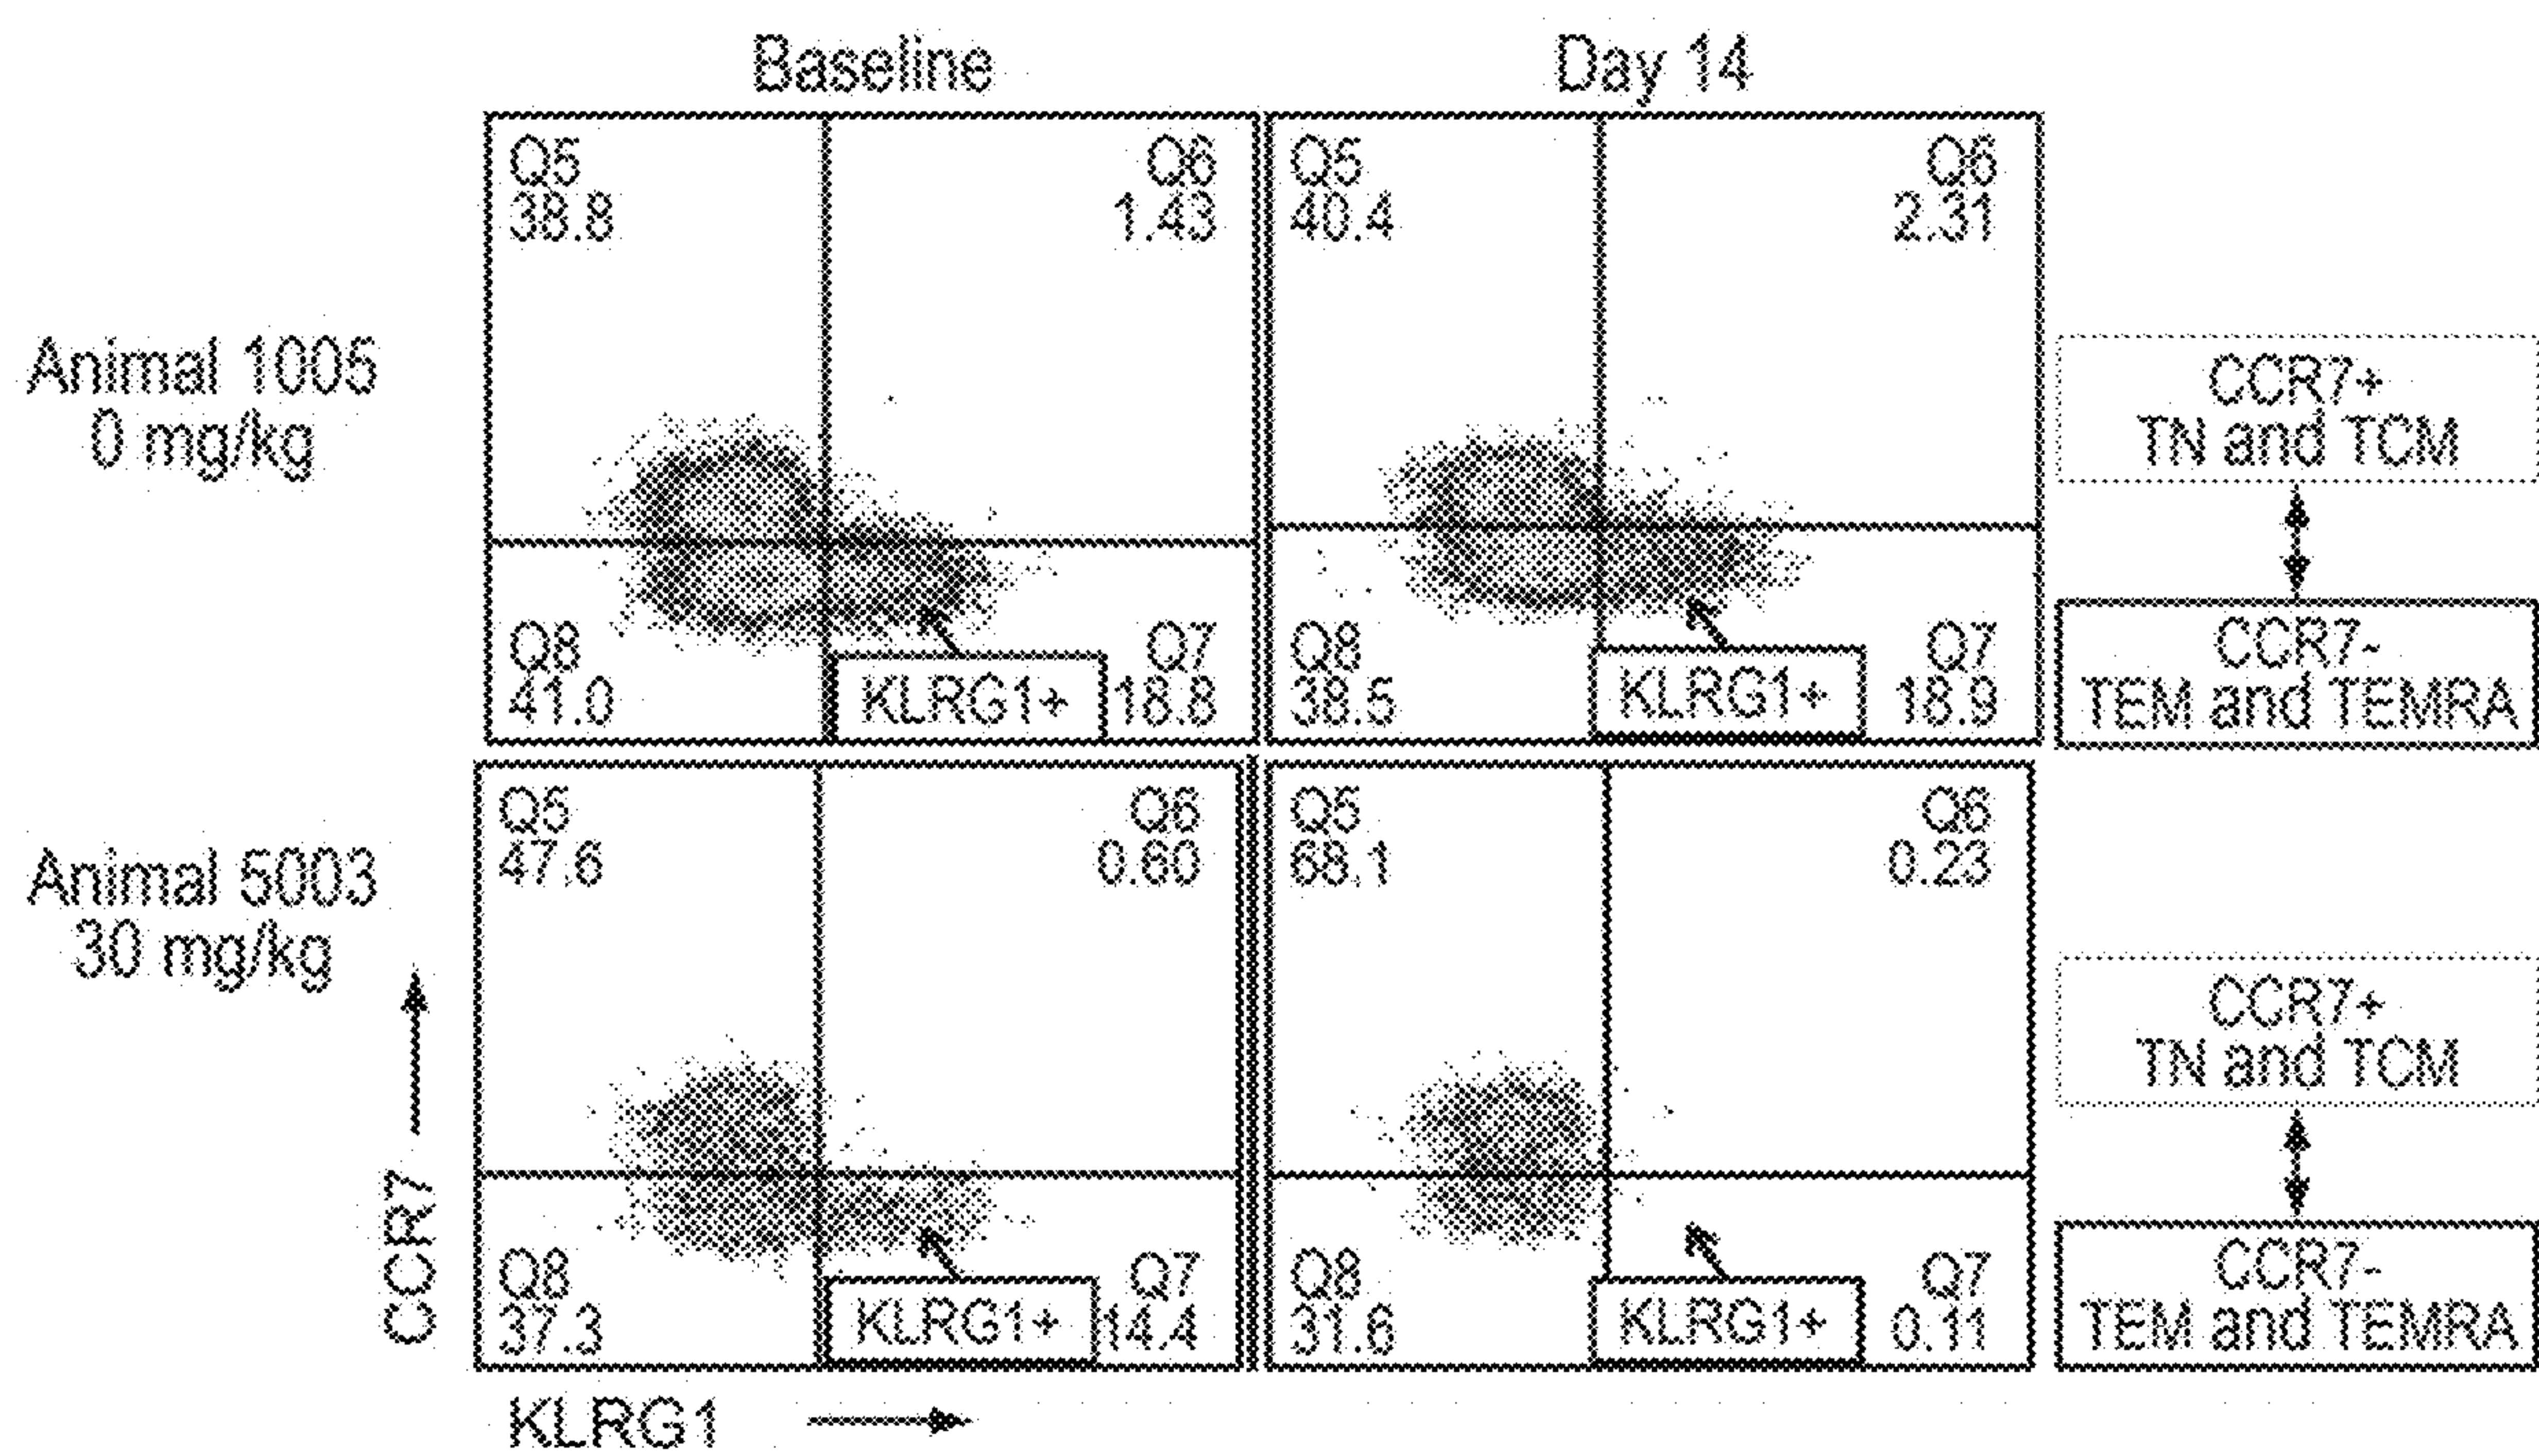 Baseline
Day 14
Animal 1005
0 mg/kg
Q5
38.8
Q6
1.43
Q8
41.0
KLRG1+
Q7
18.8
Q5
40.4
Q6
2.31
Q8
38.5
KLRG1+
Q7
18.9
CCR7+
TN and TCM
CCR7-
TEM and TEMRA
Animal 5003
30 mg/kg
Q5
47.6
Q6
0.60
Q8
37.3
KLRG1+
Q7
14.4
Q5
68.1
Q6
0.23
Q8
31.6
KLRG1+
Q7
0.11
CCR7+
TN and TCM
CCR7-
TEM and TEMRA
CCR7
KLRG1